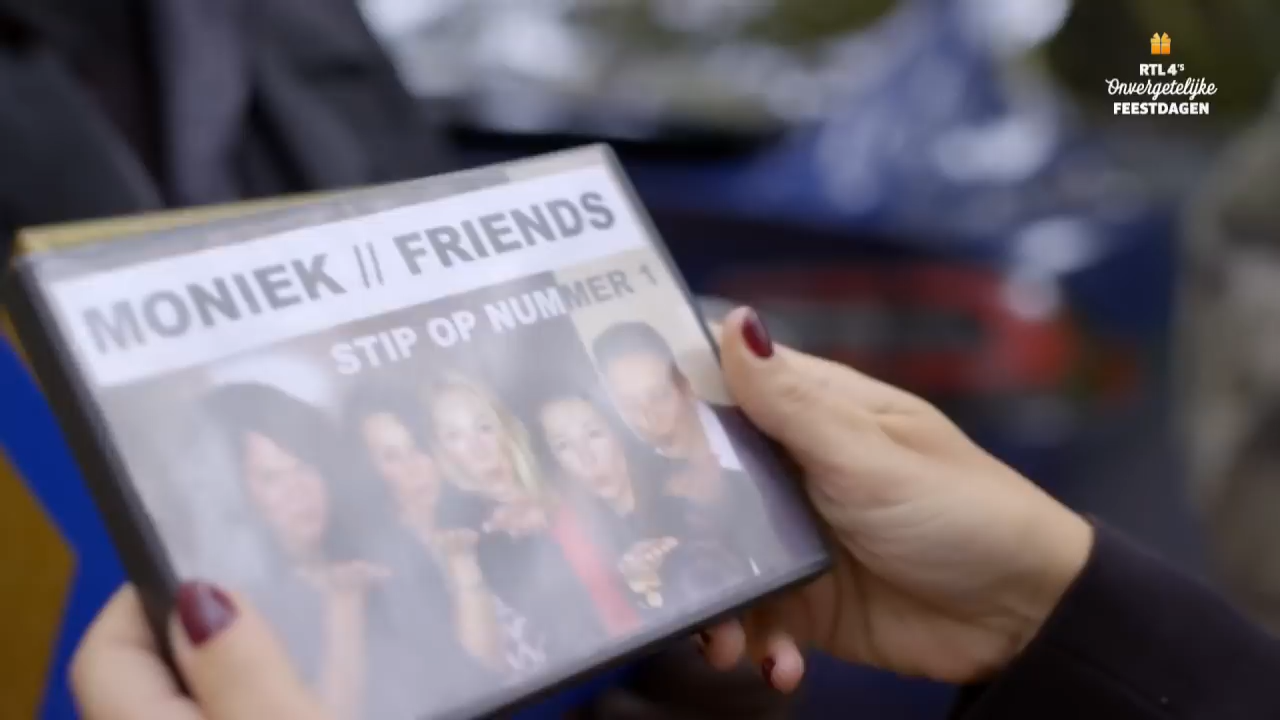 RTL 4's
Onvergetelijke
FEESTDAGEN
MONIEK // FRIENDS
STIP OP NUMMER 1